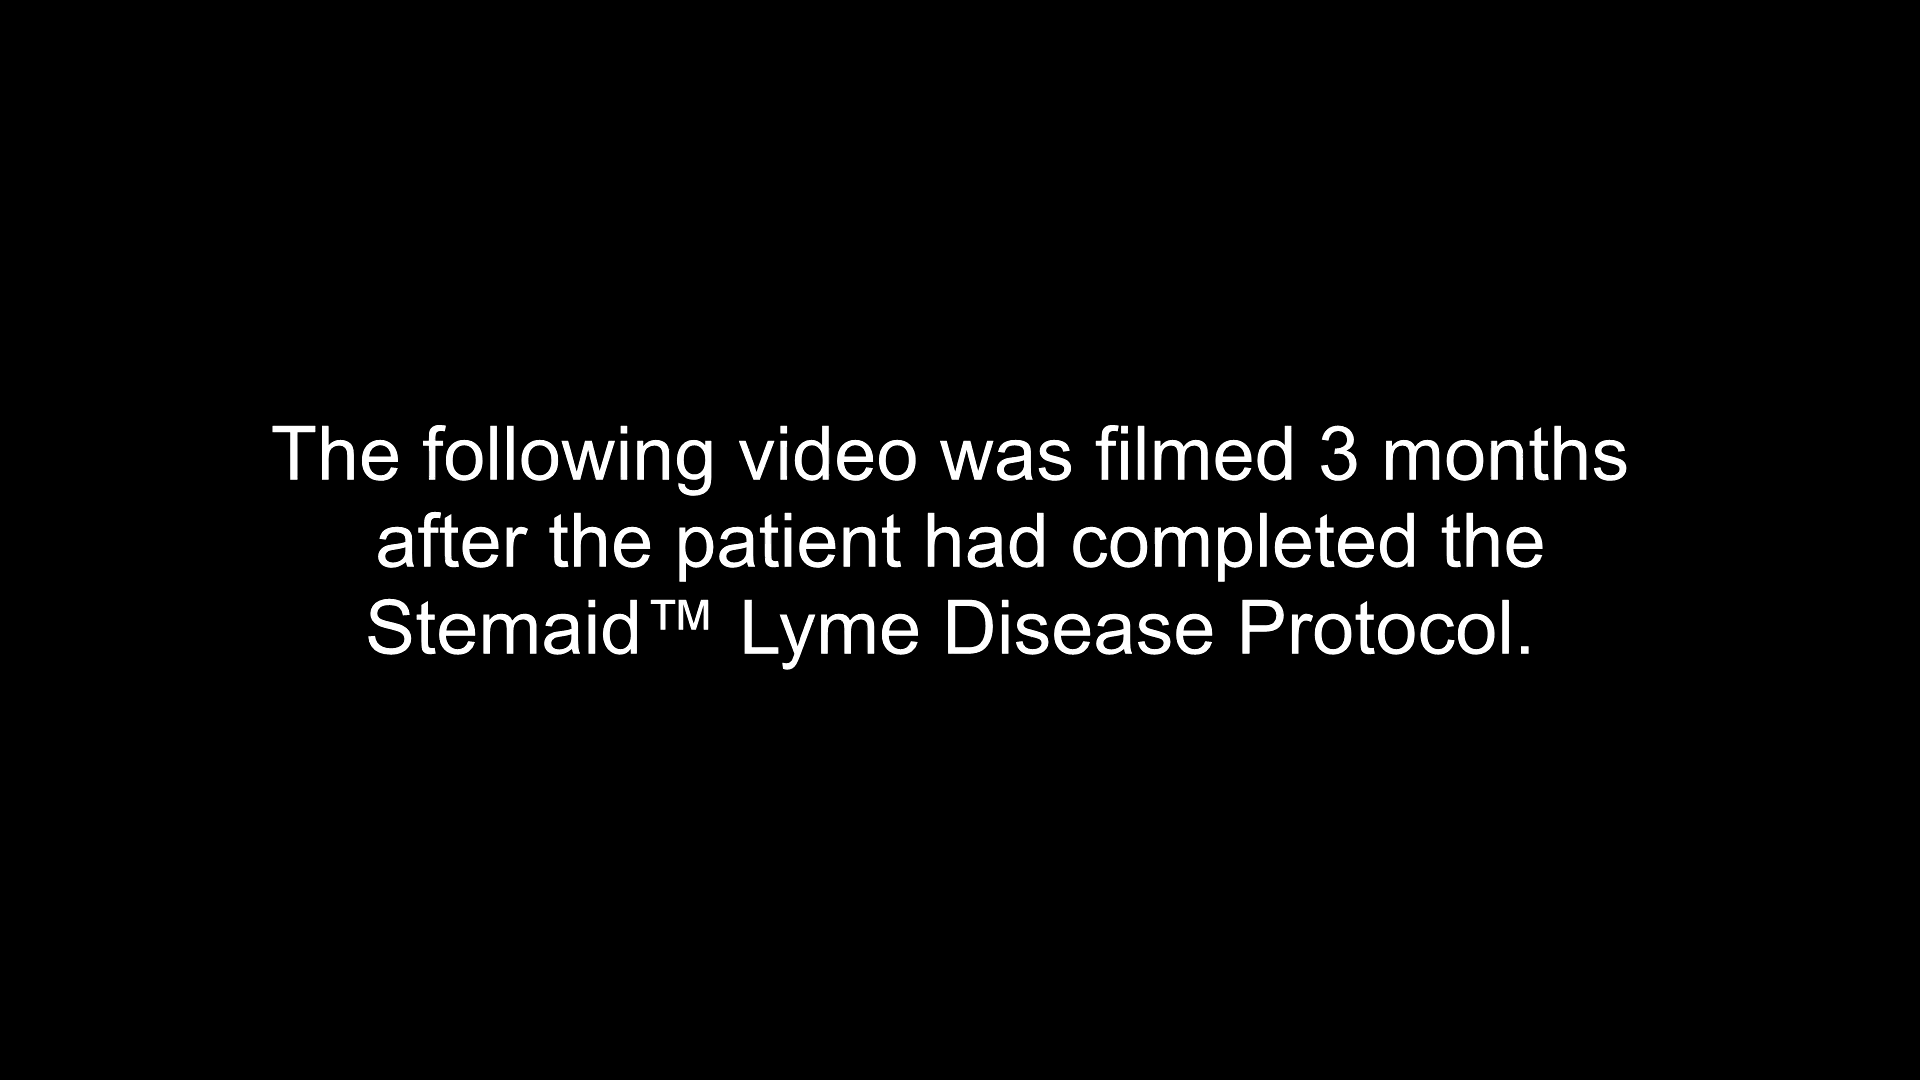 The following video was filmed 3 months
after the patient had completed the
Stemaid™ Lyme Disease Protocol.